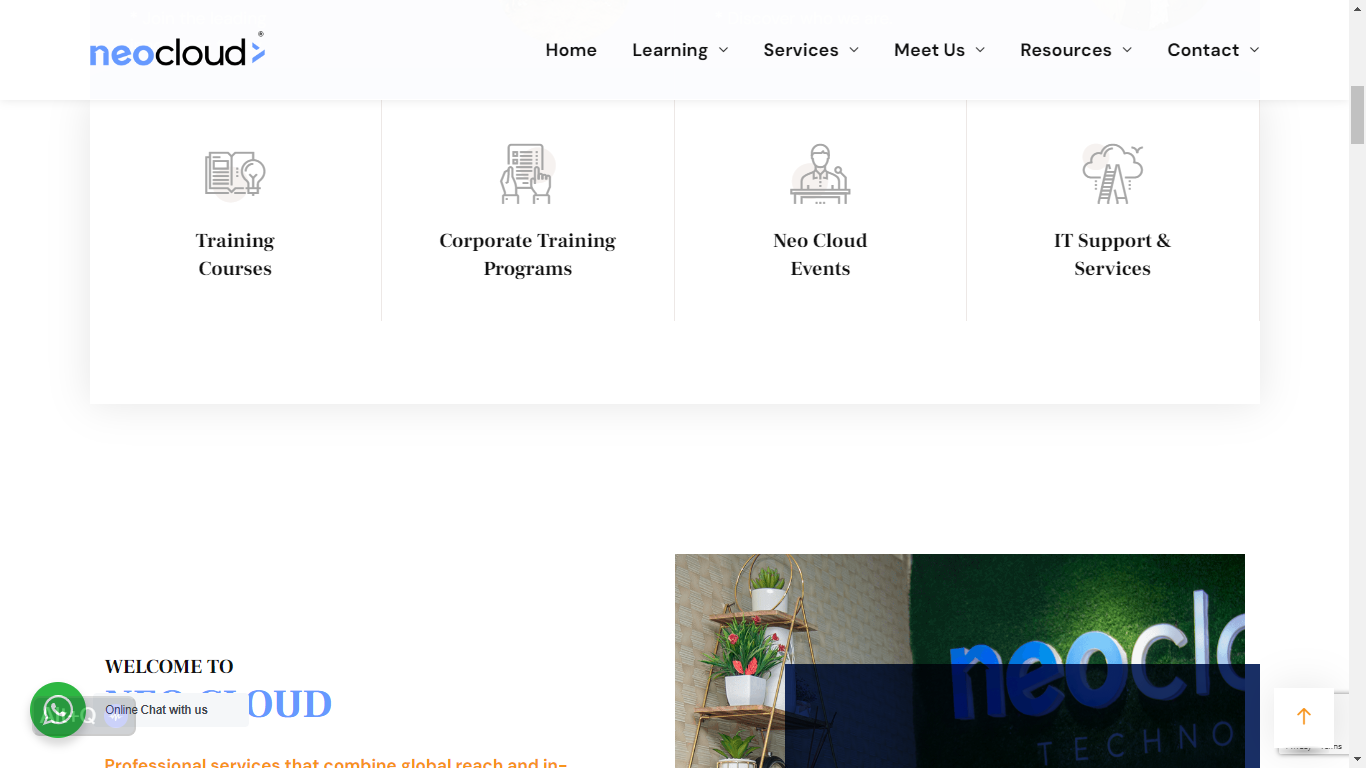 neocloud ®
Home Learning Services Meet Us Resources Contact
Training
Courses
Corporate Training
Programs
Neo Cloud
Events
IT Support &
Services
WELCOME TO
NEO CLOUD
Online Chat with us
Professional services that combine global reach and in-
neoclo
TECHNO